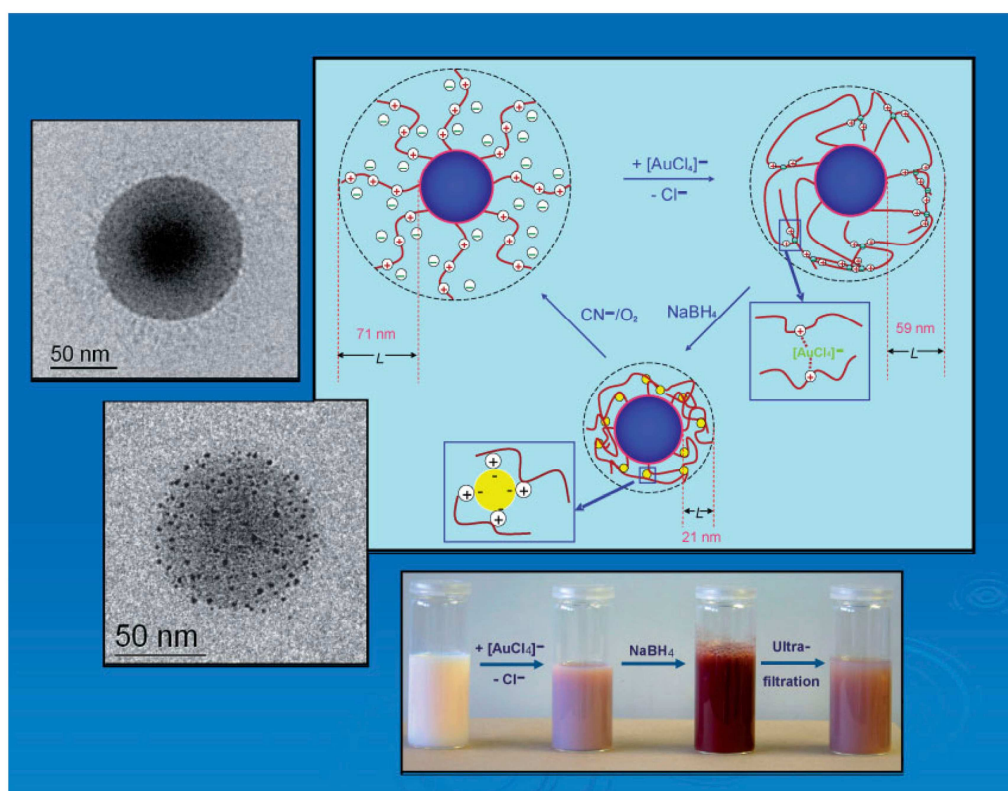 + [AuCl₄]⁻
- Cl⁻
71 nm
L
CN⁻/O₂
NaBH₄
59 nm
L
[AuCl₄]⁻
L
21 nm
50 nm
50 nm
+ [AuCl₄]⁻
- Cl⁻
NaBH₄
Ultra-
filtration